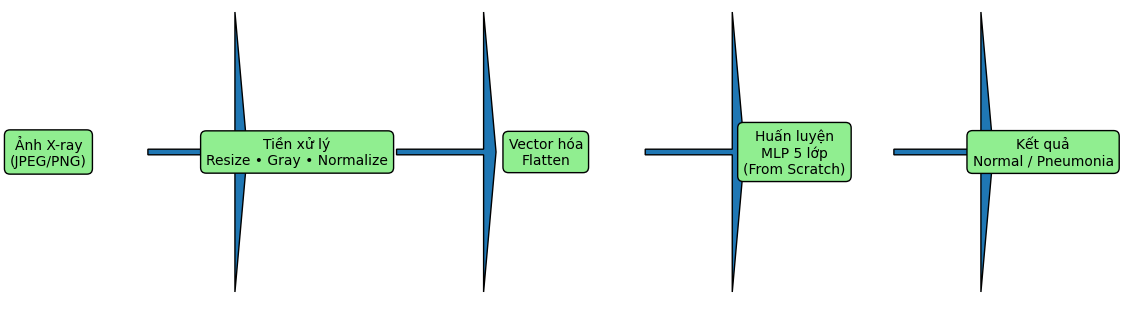 Ảnh X-ray
(JPEG/PNG)
Tiền xử lý
Resize • Gray • Normalize
Vector hóa
Flatten
Huấn luyện
MLP 5 lớp
(From Scratch)
Kết quả
Normal / Pneumonia